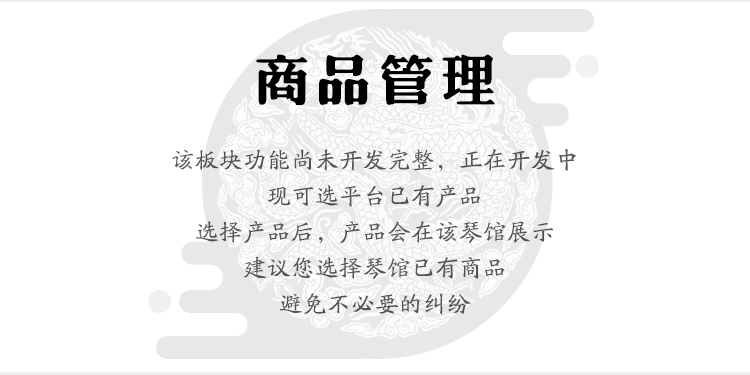 商品管理
该板块功能尚未开发完整，正在开发中
现可选平台已有产品
选择产品后，产品会在该琴馆展示
建议您选择琴馆已有商品
避免不必要的纠纷